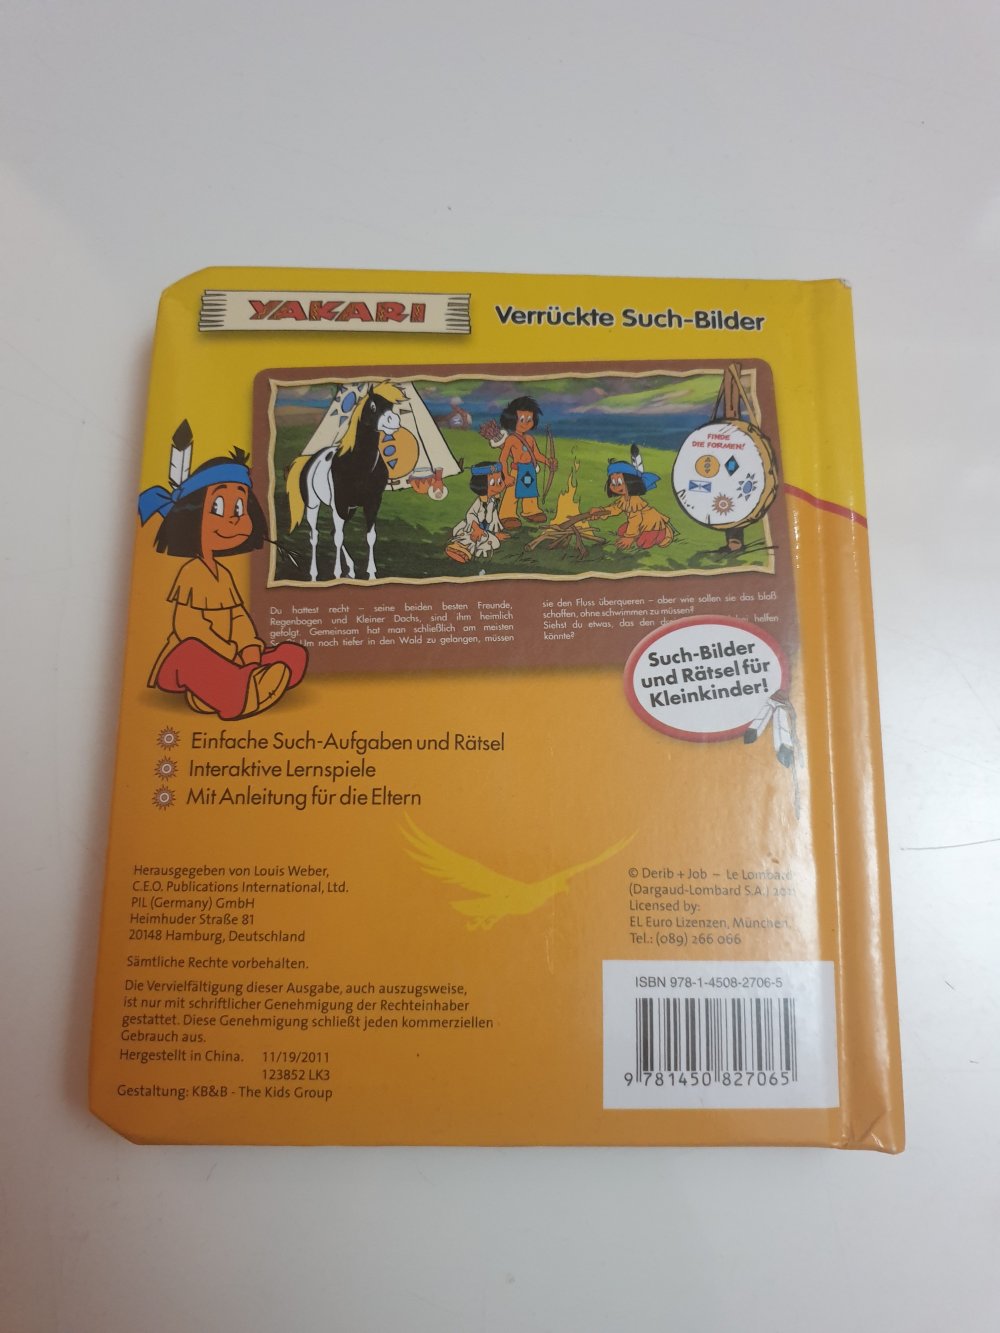 YAKARI
Verrückte Such-Bilder
FINDE
DIE FORMEN!
Du hattest recht – seine beiden besten Freunde,
Regenbogen und Kleiner Dachs, sind ihm heimlich
gefolgt. Gemeinsam hat man schließlich am meisten
Um noch tiefer in den Wald zu gelangen, müssen
sie den Fluss überqueren – aber wie sollen sie das bloß
schaffen, ohne schwimmen zu müssen?
Siehst du etwas, das den helfen
könnte?
Such-Bilder
und Rätsel für
Kleinkinder!
Einfache Such-Aufgaben und Rätsel
Interaktive Lernspiele
Mit Anleitung für die Eltern
Herausgegeben von Louis Weber,
C.E.O. Publications International, Ltd.
PIL (Germany) GmbH
Heimhuder Straße 81
20148 Hamburg, Deutschland
Sämtliche Rechte vorbehalten.
Die Vervielfältigung dieser Ausgabe, auch auszugsweise,
ist nur mit schriftlicher Genehmigung der Rechteinhaber
gestattet. Diese Genehmigung schließt jeden kommerziellen
Gebrauch aus.
Hergestellt in China. 11/19/2011
123852 LK3
Gestaltung: KB&B - The Kids Group
© Derib + Job – Le Lombard
(Dargaud-Lombard S.A.) 2011
Licensed by:
EL Euro Lizenzen, München,
Tel.: (089) 266 066
ISBN 978-1-4508-2706-5
9 781450 827065